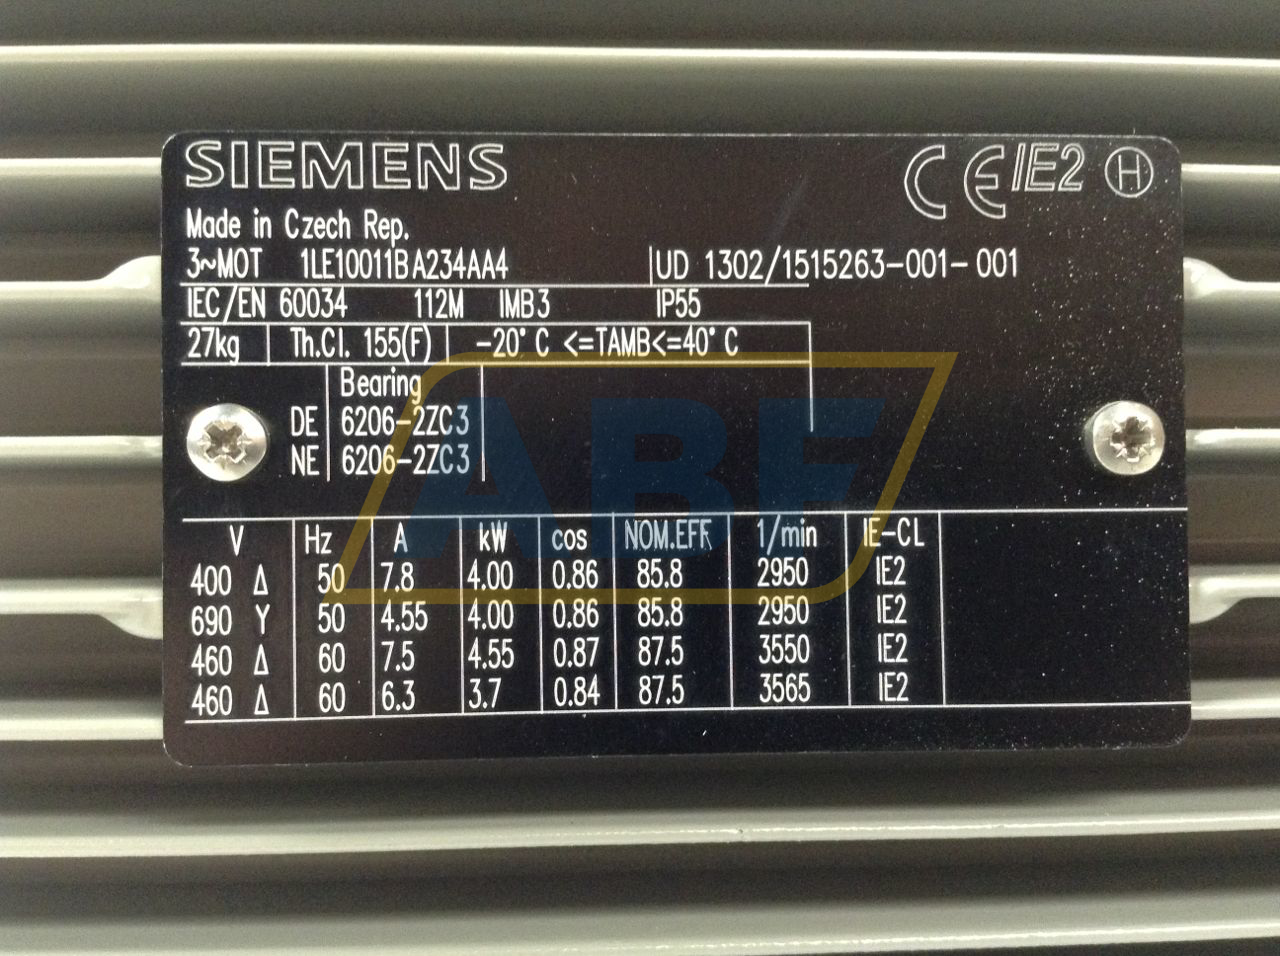 SIEMENS CE IE2 H
Made in Czech Rep.
3~MOT 1LE10011BA234AA4 UD 1302/1515263-001-001
IEC/EN 60034 112M IMB3 IP55
27kg Th.Cl. 155(F) -20° C <=TAMB<=40° C
Bearing
DE 6206-2ZC3
NE 6206-2ZC3
ABF
V Hz A kW cos NOM.EFF 1/min IE-CL
400 Δ 50 7.8 4.00 0.86 85.8 2950 IE2
690 Y 50 4.55 4.00 0.86 85.8 2950 IE2
460 Δ 60 7.5 4.55 0.87 87.5 3550 IE2
460 Δ 60 6.3 3.7 0.84 87.5 3565 IE2